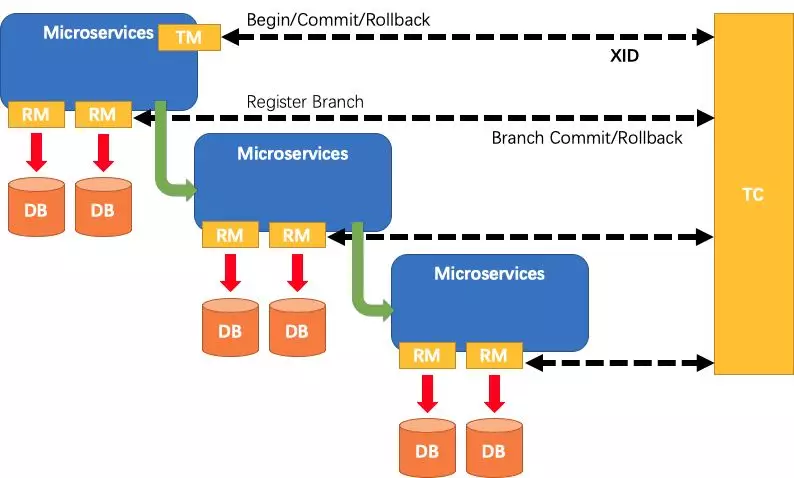 Begin/Commit/Rollback
Microservices
TM
XID
Register Branch
RM
RM
Branch Commit/Rollback
Microservices
TC
DB
DB
RM
RM
Microservices
DB
DB
RM
RM
DB
DB